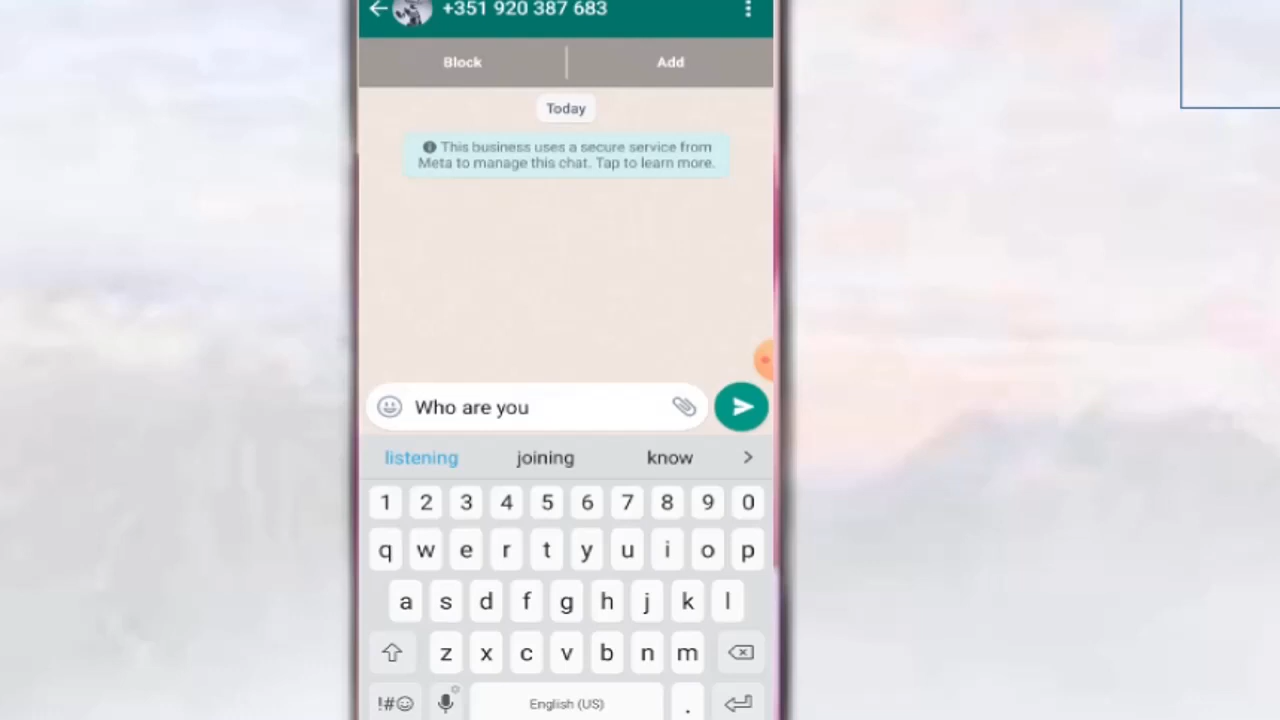 +351 920 387 683
Block
Add
Today
This business uses a secure service from
Meta to manage this chat. Tap to learn more.
Who are you
listening joining know
1 2 3 4 5 6 7 8 9 0
q w e r t y u i o p
a s d f g h j k l
z x c v b n m
!#☺ English (US) .